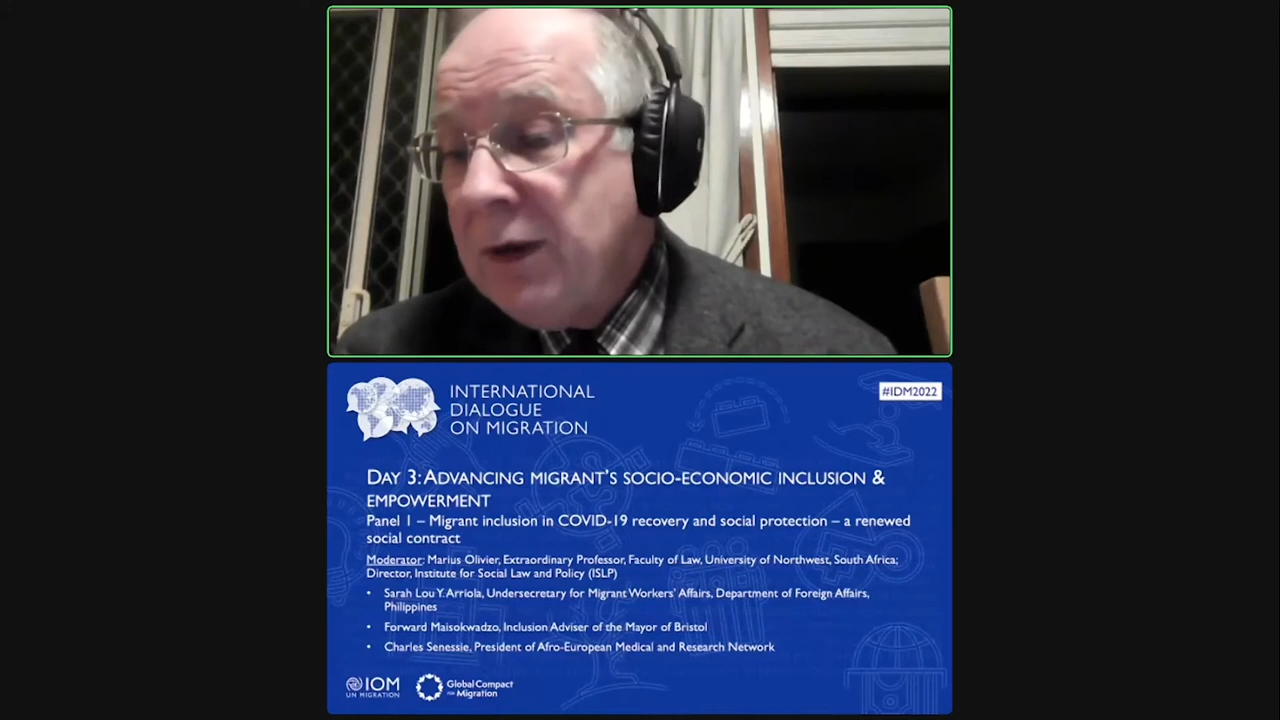 INTERNATIONAL
DIALOGUE
ON MIGRATION
#IDM2022
DAY 3: ADVANCING MIGRANT'S SOCIO-ECONOMIC INCLUSION &
EMPOWERMENT
Panel 1 – Migrant inclusion in COVID-19 recovery and social protection – a renewed
social contract
Moderator: Marius Olivier, Extraordinary Professor, Faculty of Law, University of Northwest, South Africa;
Director, Institute for Social Law and Policy (ISLP)
• Sarah Lou Y. Arriola, Undersecretary for Migrant Workers' Affairs, Department of Foreign Affairs,
Philippines
• Forward Maisokwadzo, Inclusion Adviser of the Mayor of Bristol
• Charles Senessie, President of Afro-European Medical and Research Network
IOM
UN MIGRATION
Global Compact
FOR Migration